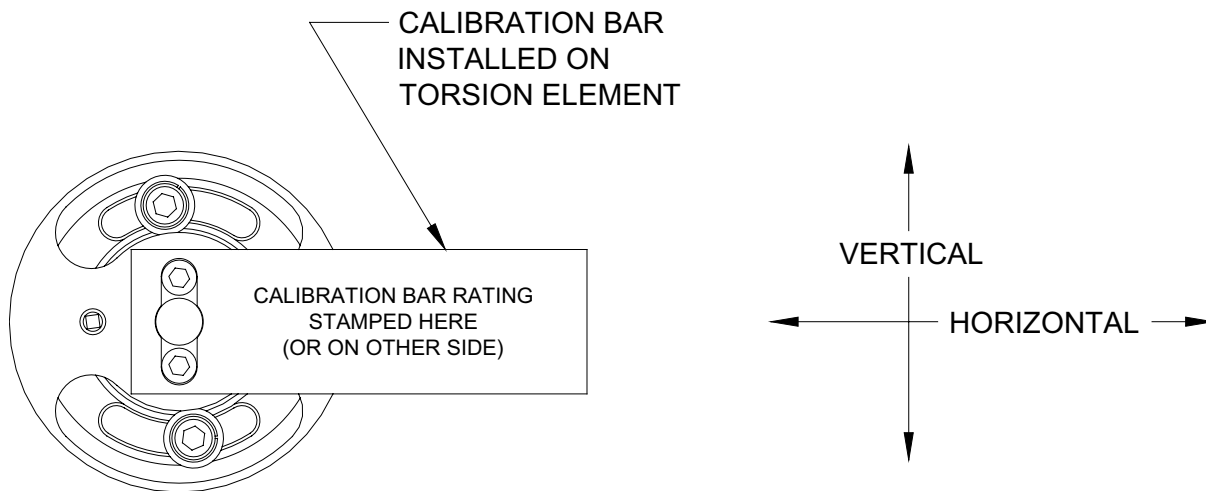 CALIBRATION BAR
INSTALLED ON
TORSION ELEMENT
CALIBRATION BAR RATING
STAMPED HERE
(OR ON OTHER SIDE)
VERTICAL
HORIZONTAL